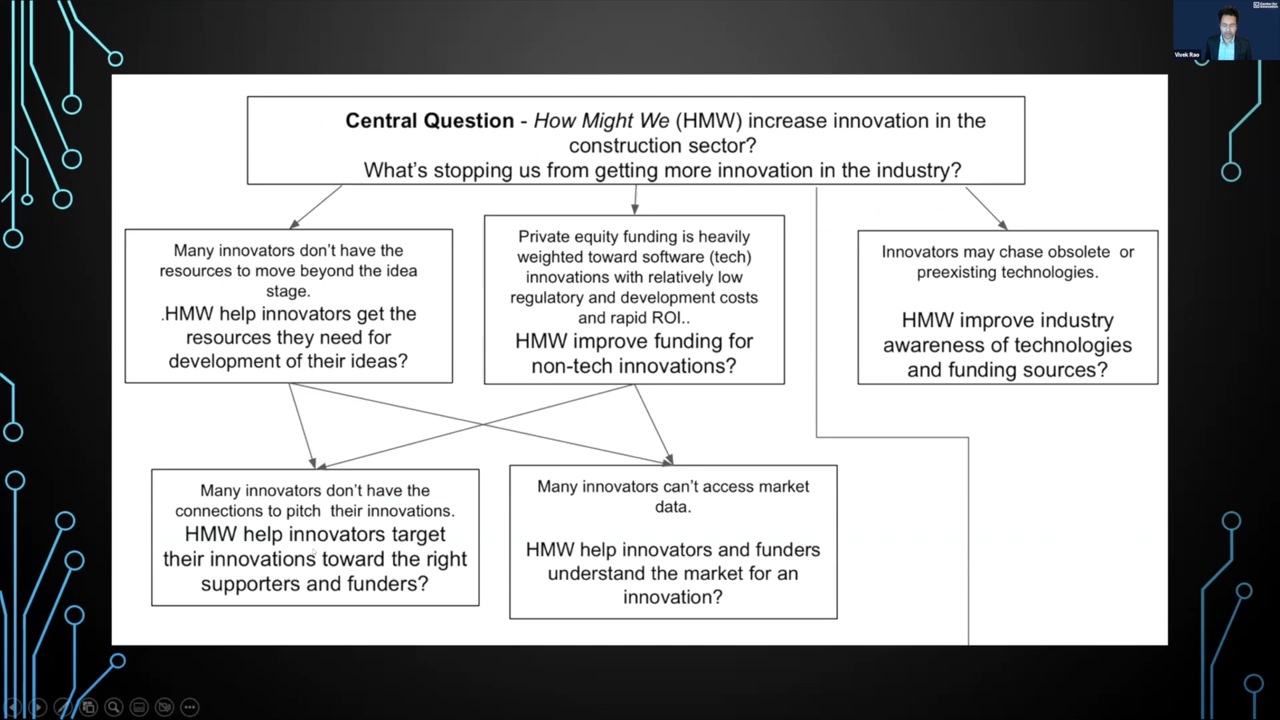 Center for
Innovation
Vivek Rao
Central Question - How Might We (HMW) increase innovation in the
construction sector?
What's stopping us from getting more innovation in the industry?
Many innovators don't have the
resources to move beyond the idea
stage.
.HMW help innovators get the
resources they need for
development of their ideas?
Private equity funding is heavily
weighted toward software (tech)
innovations with relatively low
regulatory and development costs
and rapid ROI..
HMW improve funding for
non-tech innovations?
Innovators may chase obsolete or
preexisting technologies.
HMW improve industry
awareness of technologies
and funding sources?
Many innovators don't have the
connections to pitch their innovations.
HMW help innovators target
their innovations toward the right
supporters and funders?
Many innovators can't access market
data.
HMW help innovators and funders
understand the market for an
innovation?